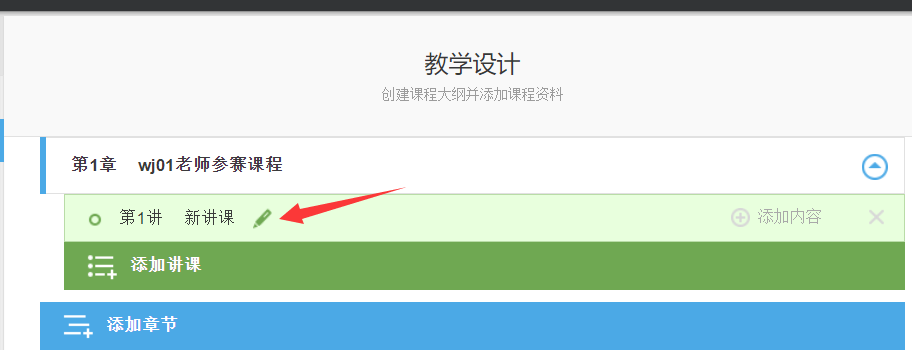 教学设计
创建课程大纲并添加课程资料
第1章 wj01老师参赛课程
第1讲 新讲课 添加内容
添加讲课
添加章节